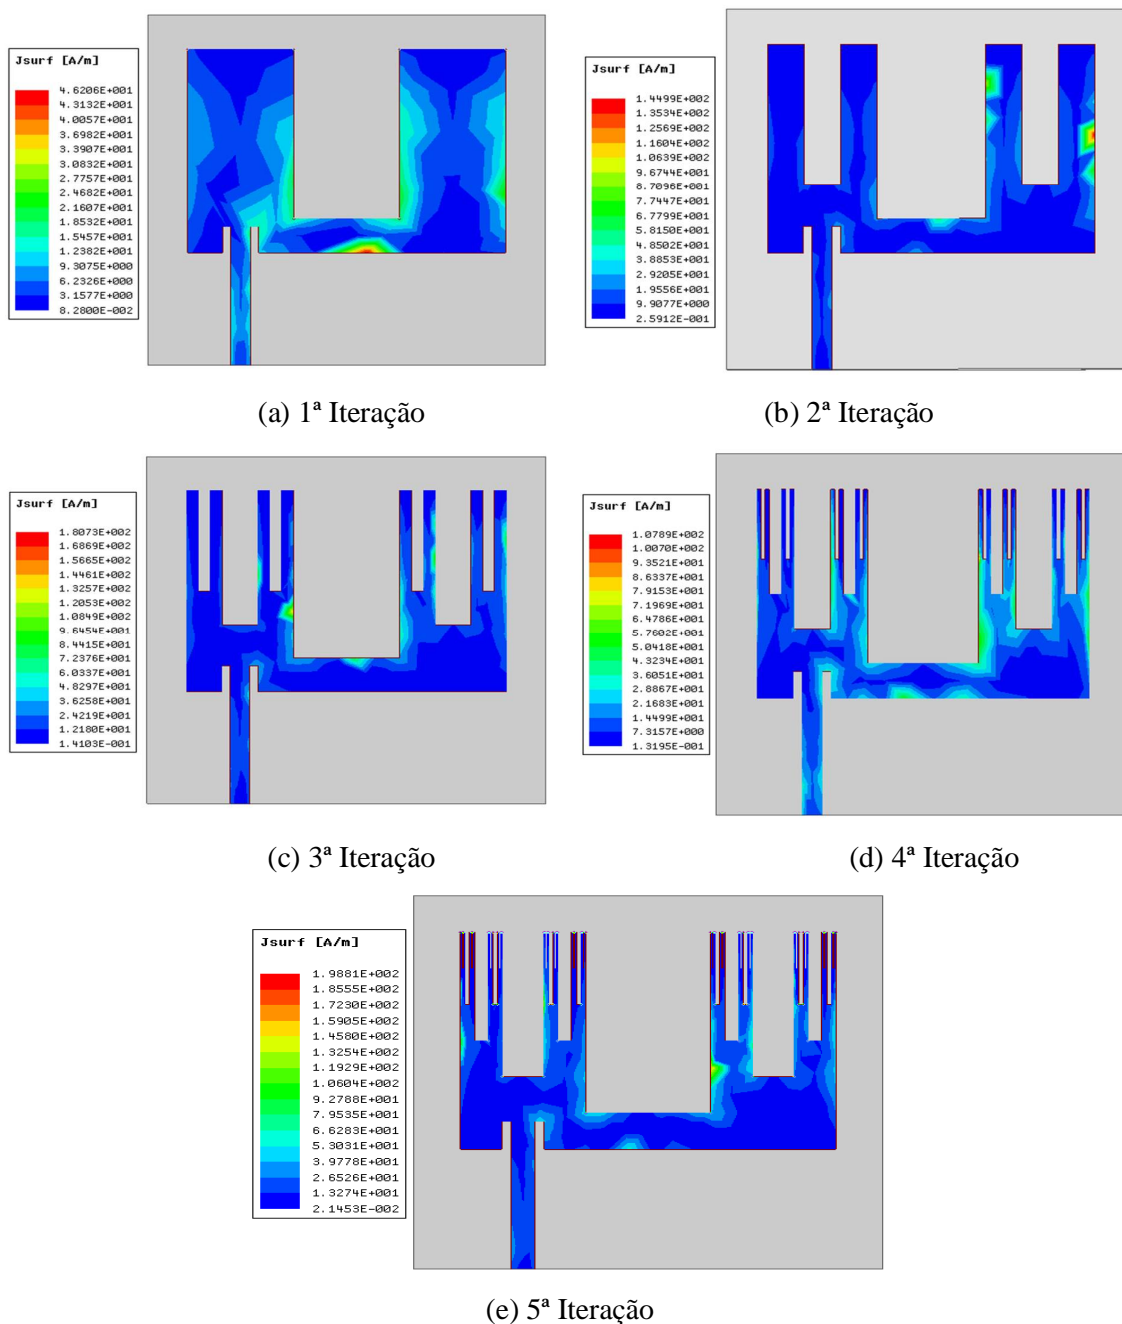 Jsurf [A/m]
4.6206E+001
4.3132E+001
4.0057E+001
3.6982E+001
3.3907E+001
3.0832E+001
2.7757E+001
2.4682E+001
2.1607E+001
1.8532E+001
1.5457E+001
1.2382E+001
9.3075E+000
6.2326E+000
3.1577E+000
8.2800E-002
Jsurf [A/m]
1.4499E+002
1.3534E+002
1.2569E+002
1.1604E+002
1.0639E+002
9.6744E+001
8.7096E+001
7.7447E+001
6.7799E+001
5.8150E+001
4.8502E+001
3.8853E+001
2.9205E+001
1.9556E+001
9.9077E+000
2.5912E-001
(a) 1ª Iteração
(b) 2ª Iteração
Jsurf [A/m]
1.8073E+002
1.6869E+002
1.5665E+002
1.4461E+002
1.3257E+002
1.2053E+002
1.0849E+002
9.6454E+001
8.4415E+001
7.2376E+001
6.0337E+001
4.8297E+001
3.6258E+001
2.4219E+001
1.2180E+001
1.4103E-001
Jsurf [A/m]
1.0789E+002
1.0070E+002
9.3521E+001
8.6337E+001
7.9153E+001
7.1969E+001
6.4786E+001
5.7602E+001
5.0418E+001
4.3234E+001
3.6051E+001
2.8867E+001
2.1683E+001
1.4499E+001
7.3157E+000
1.3195E-001
(c) 3ª Iteração
(d) 4ª Iteração
Jsurf [A/m]
1.9881E+002
1.8555E+002
1.7230E+002
1.5905E+002
1.4580E+002
1.3254E+002
1.1929E+002
1.0604E+002
9.2788E+001
7.9535E+001
6.6283E+001
5.3031E+001
3.9778E+001
2.6526E+001
1.3274E+001
2.1453E-002
(e) 5ª Iteração